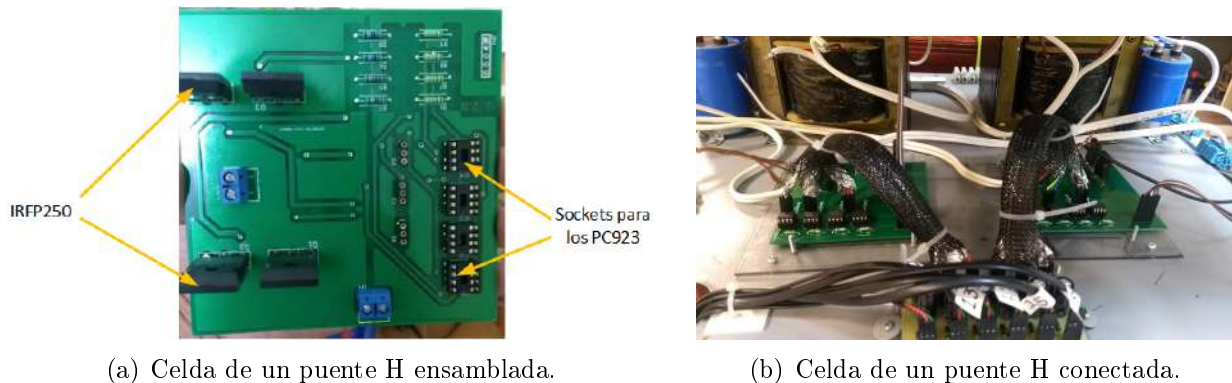 IRFP250
Sockets para
los PC923
(a) Celda de un puente H ensamblada.
(b) Celda de un puente H conectada.